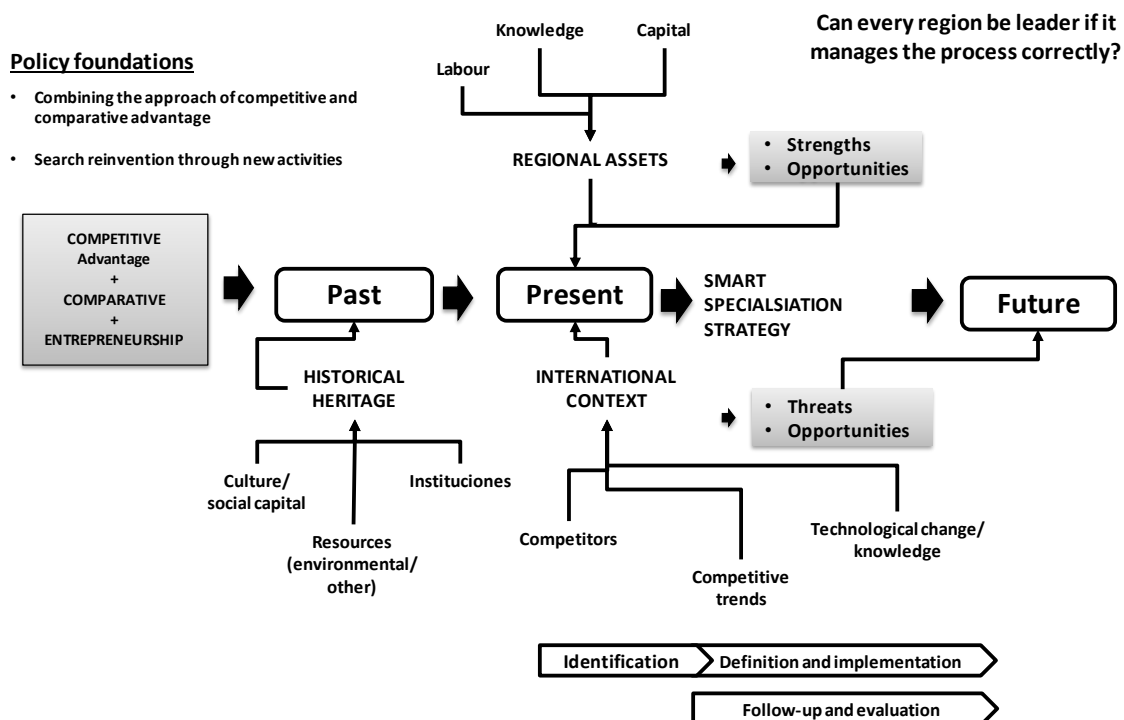 Can every region be leader if it
manages the process correctly?
Policy foundations
• Combining the approach of competitive and
comparative advantage
• Search reinvention through new activities
Knowledge
Capital
Labour
REGIONAL ASSETS
• Strengths
• Opportunities
COMPETITIVE
Advantage
+
COMPARATIVE
+
ENTREPRENEURSHIP
Past
Present
SMART
SPECIALSIATION
STRATEGY
Future
HISTORICAL
HERITAGE
INTERNATIONAL
CONTEXT
• Threats
• Opportunities
Culture/
social capital
Instituciones
Resources
(environmental/
other)
Competitors
Competitive
trends
Technological change/
knowledge
Identification
Definition and implementation
Follow-up and evaluation